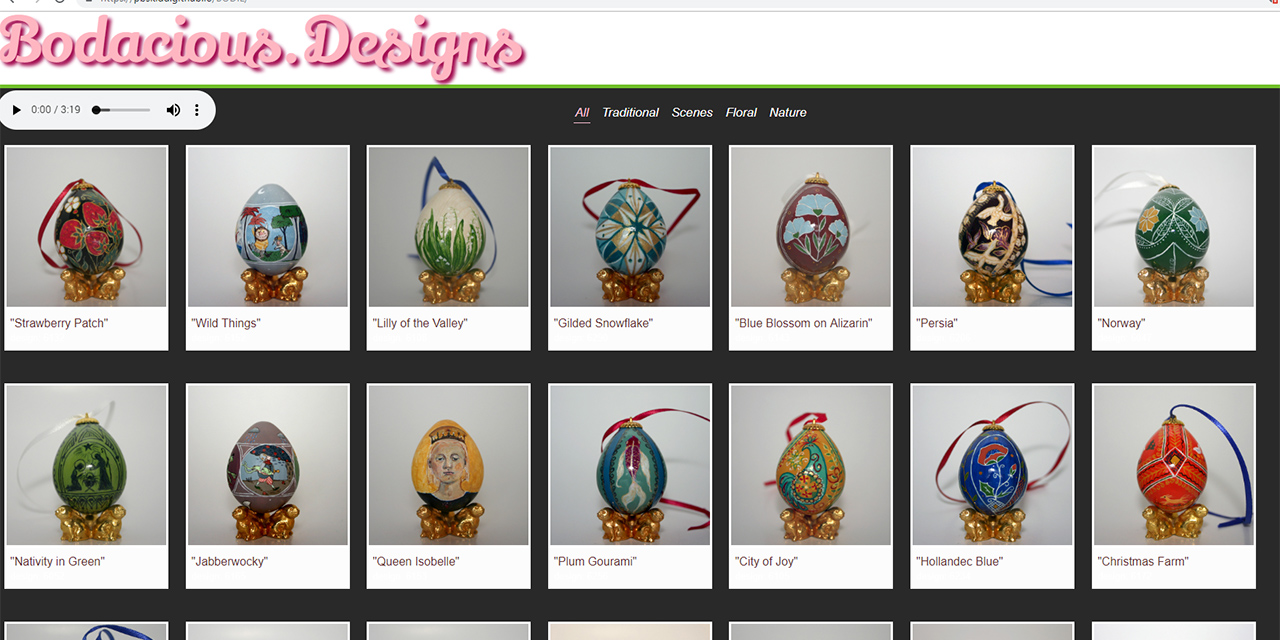 Bodacious.Designs
0:00 / 3:19
All Traditional Scenes Floral Nature
"Strawberry Patch" "Wild Things" "Lilly of the Valley" "Gilded Snowflake" "Blue Blossom on Alizarin" "Persia" "Norway"
"Nativity in Green" "Jabberwocky" "Queen Isobelle" "Plum Gourami" "City of Joy" "Hollandec Blue" "Christmas Farm"